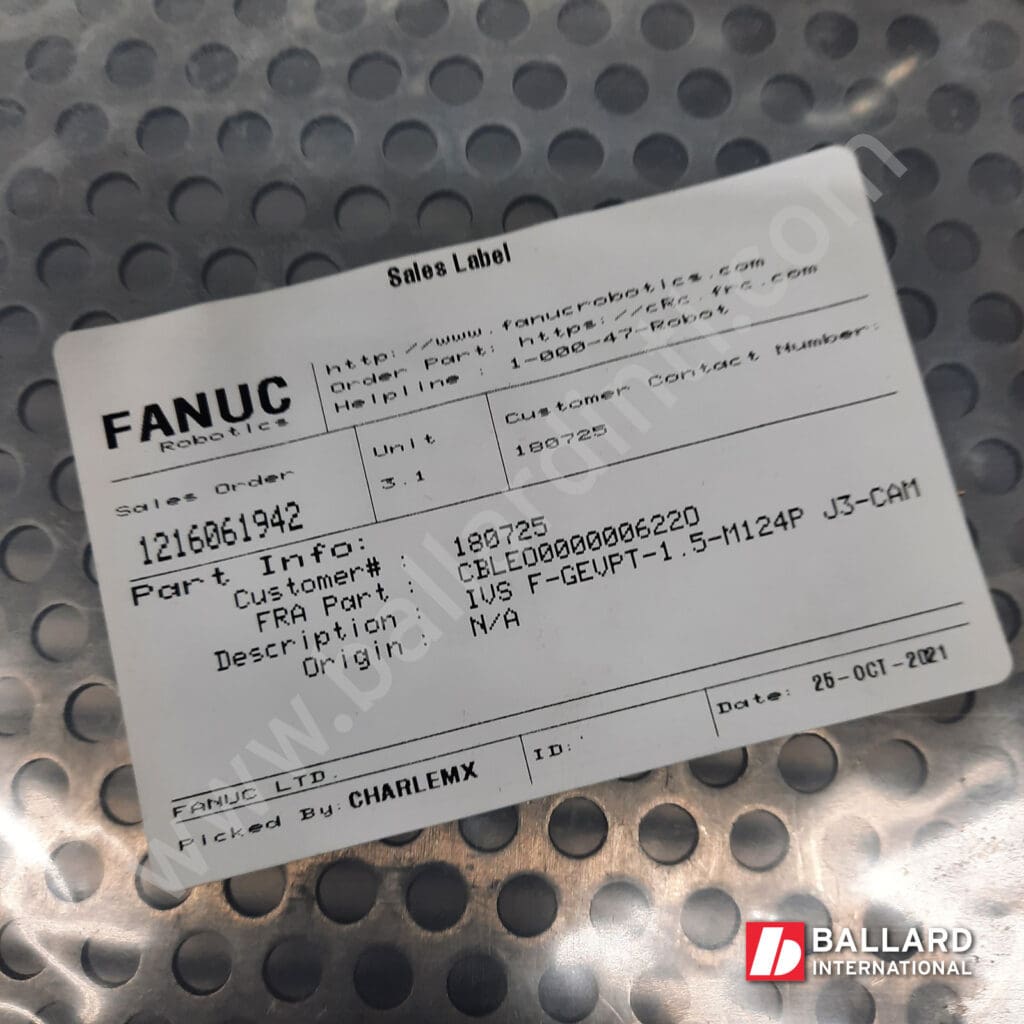 Sales Label
FANUC
Robotics
http://www.fanucrobotics.com
Order Part: https://cRc.frc.com
Helpline : 1-000-47-Robot
Sales Order
1216061942
Unit
3.1
Customer Contact Number:
180725
Part Info:
Customer# : 180725
FRA Part : CBLEO00000006220
Description : IVS F-GEVPT-1.5-M124P J3-CAM
Origin : N/A
FANUC LTD.
Picked By: CHARLEMX
ID:
Date: 25-OCT-2021
www.ballardintl.com
BALLARD
INTERNATIONAL